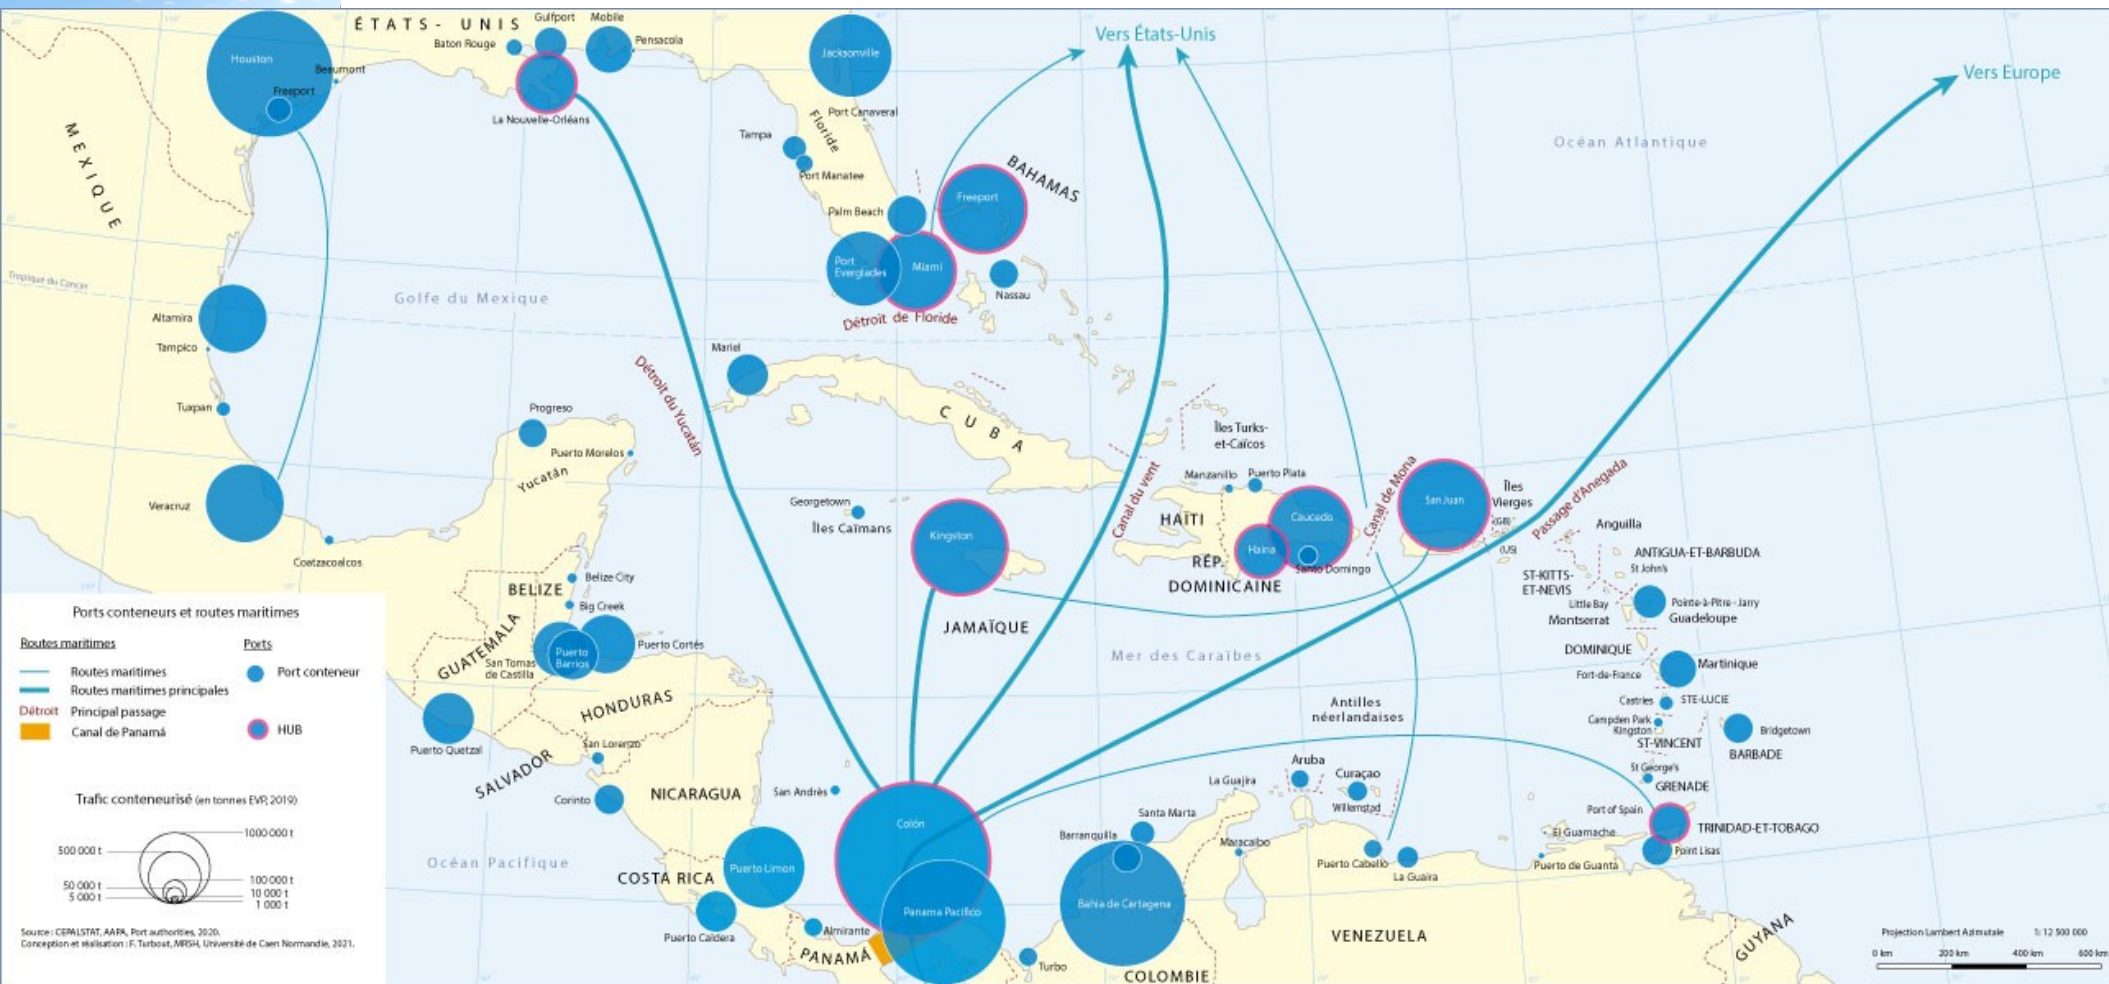 ÉTATS- UNIS
Gulfport
Mobile
Baton Rouge
Pensacola
Houston
Beaumont
Freeport
La Nouvelle-Orléans
Jacksonville
Port Canaveral
Floride
Tampa
Port Manatee
Palm Beach
Port
Everglades
Miami
Détroit de Floride
Freeport
BAHAMAS
Nassau
Vers États-Unis
Vers Europe
Océan Atlantique
MEXIQUE
Tropique du Cancer
Golfe du Mexique
Altamira
Tampico
Tuxpan
Veracruz
Coatzacoalcos
Progreso
Puerto Morelos
Yucatán
Détroit du Yucatán
Mariel
CUBA
Georgetown
Îles Caïmans
Kingston
JAMAÏQUE
Canal du vent
Îles Turks-
et-Caïcos
Manzanillo
Puerto Plata
HAÏTI
Caucedo
Haina
Santo Domingo
RÉP.
DOMINICAINE
Canal de Mona
San Juan
Îles
Vierges
(GB)
(US)
Passage d'Anegada
Anguilla
ANTIGUA-ET-BARBUDA
St John's
ST-KITTS-
ET-NEVIS
Little Bay
Montserrat
Pointe-à-Pitre - Jarry
Guadeloupe
DOMINIQUE
Martinique
Fort-de-France
Castries
STE-LUCIE
Campden Park
Kingston
ST-VINCENT
Bridgetown
BARBADE
St George's
GRENADE
Port of Spain
TRINIDAD-ET-TOBAGO
Point Lisas
El Guamache
Puerto de Guanta
Mer des Caraïbes
Antilles
néerlandaises
Aruba
Curaçao
Willemstad
La Guajira
Santa Marta
Barranquilla
Maracaibo
Puerto Cabello
La Guaira
Bahia de Cartagena
VENEZUELA
COLOMBIE
GUYANA
Turbo
BELIZE
Belize City
Big Creek
GUATEMALA
San Tomas
de Castilla
Puerto
Barrios
Puerto Cortés
Puerto Quetzal
HONDURAS
SALVADOR
San Lorenzo
Corinto
NICARAGUA
San Andrès
Océan Pacifique
COSTA RICA
Puerto Limon
Puerto Caldera
Almirante
PANAMÁ
Colón
Panama Pacifico
Ports conteneurs et routes maritimes
Routes maritimes
Ports
Routes maritimes
Port conteneur
Routes maritimes principales
Détroit Principal passage
Canal de Panamá
HUB
Trafic conteneurisé (en tonnes EVP, 2019)
1000 000 t
500 000 t
100 000 t
50 000 t
10 000 t
5 000 t
1 000 t
Source : CEPALSTAT, AAPA, Port authorities, 2020.
Conception et réalisation : F. Turbout, MRSH, Université de Caen Normandie, 2021.
Projection Lambert Azimutale 1: 12 500 000
0 km 200 km 400 km 600 km